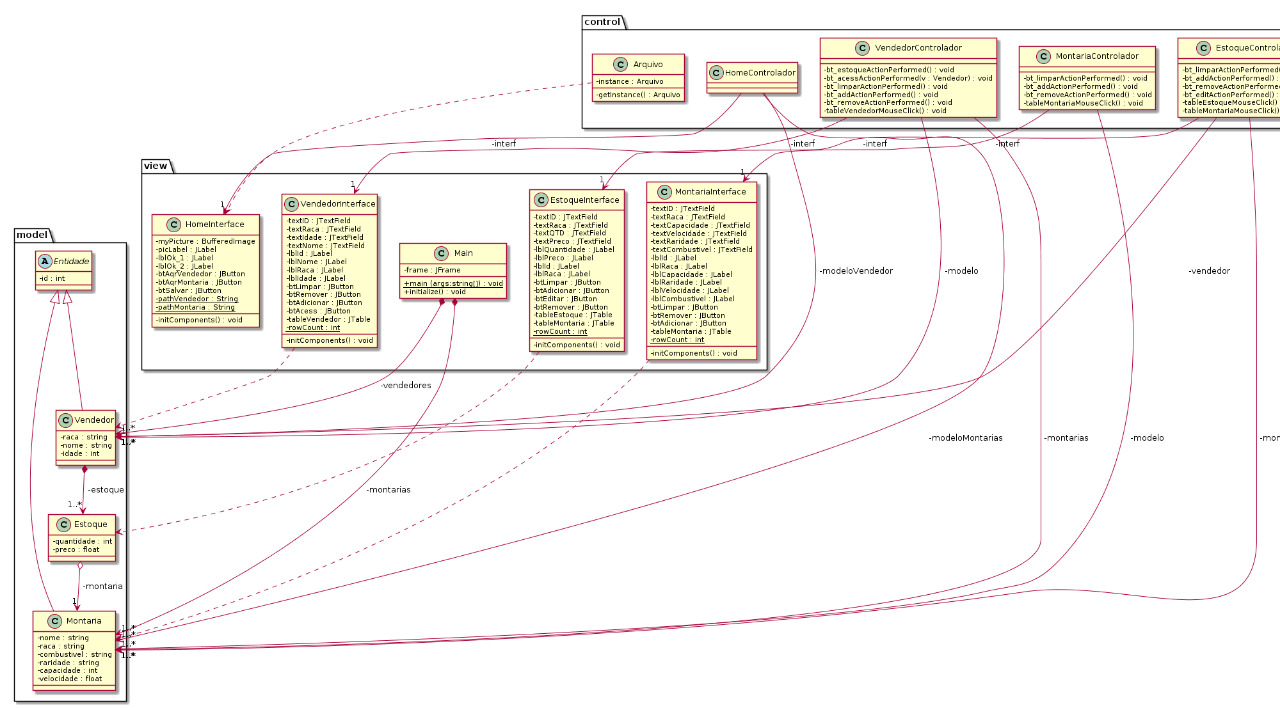 control
C Arquivo
-instance : Arquivo
-getInstance() : Arquivo
C HomeControlador
C VendedorControlador
-bt_estoqueActionPerformed() : void
-bt_acessActionPerformed(v : Vendedor) : void
-bt_limparActionPerformed() : void
-bt_addActionPerformed() : void
-bt_removeActionPerformed() : void
-tableVendedorMouseClick() : void
C MontariaControlador
-bt_limparActionPerformed() : void
-bt_addActionPerformed() : void
-bt_removeActionPerformed() : void
-tableMontariaMouseClick() : void
C EstoqueControla
-bt_limparActionPerformed()
-bt_addActionPerformed() :
-bt_removeActionPerformed
-bt_editActionPerformed() :
-tableEstoqueMouseClick()
-tableMontariaMouseClick()
-interf
-interf
-interf
-interf
view
1
1
1
1
C HomeInterface
-myPicture : BufferedImage
-picLabel : JLabel
-lblOk_1 : JLabel
-lblOk_2 : JLabel
-btAqrVendedor : JButton
-btAqrMontaria : JButton
-btSalvar : JButton
-pathVendedor : String
-pathMontaria : String
-initComponents() : void
C VendedorInterface
-textID : JTextField
-textRaca : JTextField
-textIdade : JTextField
-textNome : JTextField
-lblId : JLabel
-lblNome : JLabel
-lblRaca : JLabel
-lblIdade : JLabel
-btLimpar : JButton
-btRemover : JButton
-btAdicionar : JButton
-btAcess : JButton
-tableVendedor : JTable
-rowCount : int
-initComponents() : void
C Main
-frame : JFrame
+main (args:string[]) : void
+initialize() : void
C EstoqueInterface
-textID : JTextField
-textRaca : JTextField
-textQTD : JTextField
-textPreco : JTextField
-lblQuantidade : JLabel
-lblPreco : JLabel
-lblId : JLabel
-lblRaca : JLabel
-btLimpar : JButton
-btAdicionar : JButton
-btEditar : JButton
-btRemover : JButton
-tableEstoque : JTable
-tableMontaria : JTable
-rowCount : int
-initComponents() : void
C MontariaInterface
-textID : JTextField
-textRaca : JTextField
-textCapacidade : JTextField
-textVelocidade : JTextField
-textRaridade : JTextField
-textCombustivel : JTextField
-lblId : JLabel
-lblRaca : JLabel
-lblCapacidade : JLabel
-lblRaridade : JLabel
-lblVelocidade : JLabel
-lblCombustivel : JLabel
-btLimpar : JButton
-btRemover : JButton
-btAdicionar : JButton
-tableMontaria : JTable
-rowCount : int
-initComponents() : void
model
A Entidade
-id : int
-modeloVendedor
-modelo
-vendedor
-vendedores
C Vendedor
-raca : string
-nome : string
-idade : int
1..*
1..*
-modeloMontarias
-montarias
-modelo
-mon
-estoque
-montarias
1..*
C Estoque
-quantidade : int
-preco : float
-montaria
1
C Montaria
-nome : string
-raca : string
-combustivel : string
-raridade : string
-capacidade : int
-velocidade : float
1..*
1..*
1..*
1..*